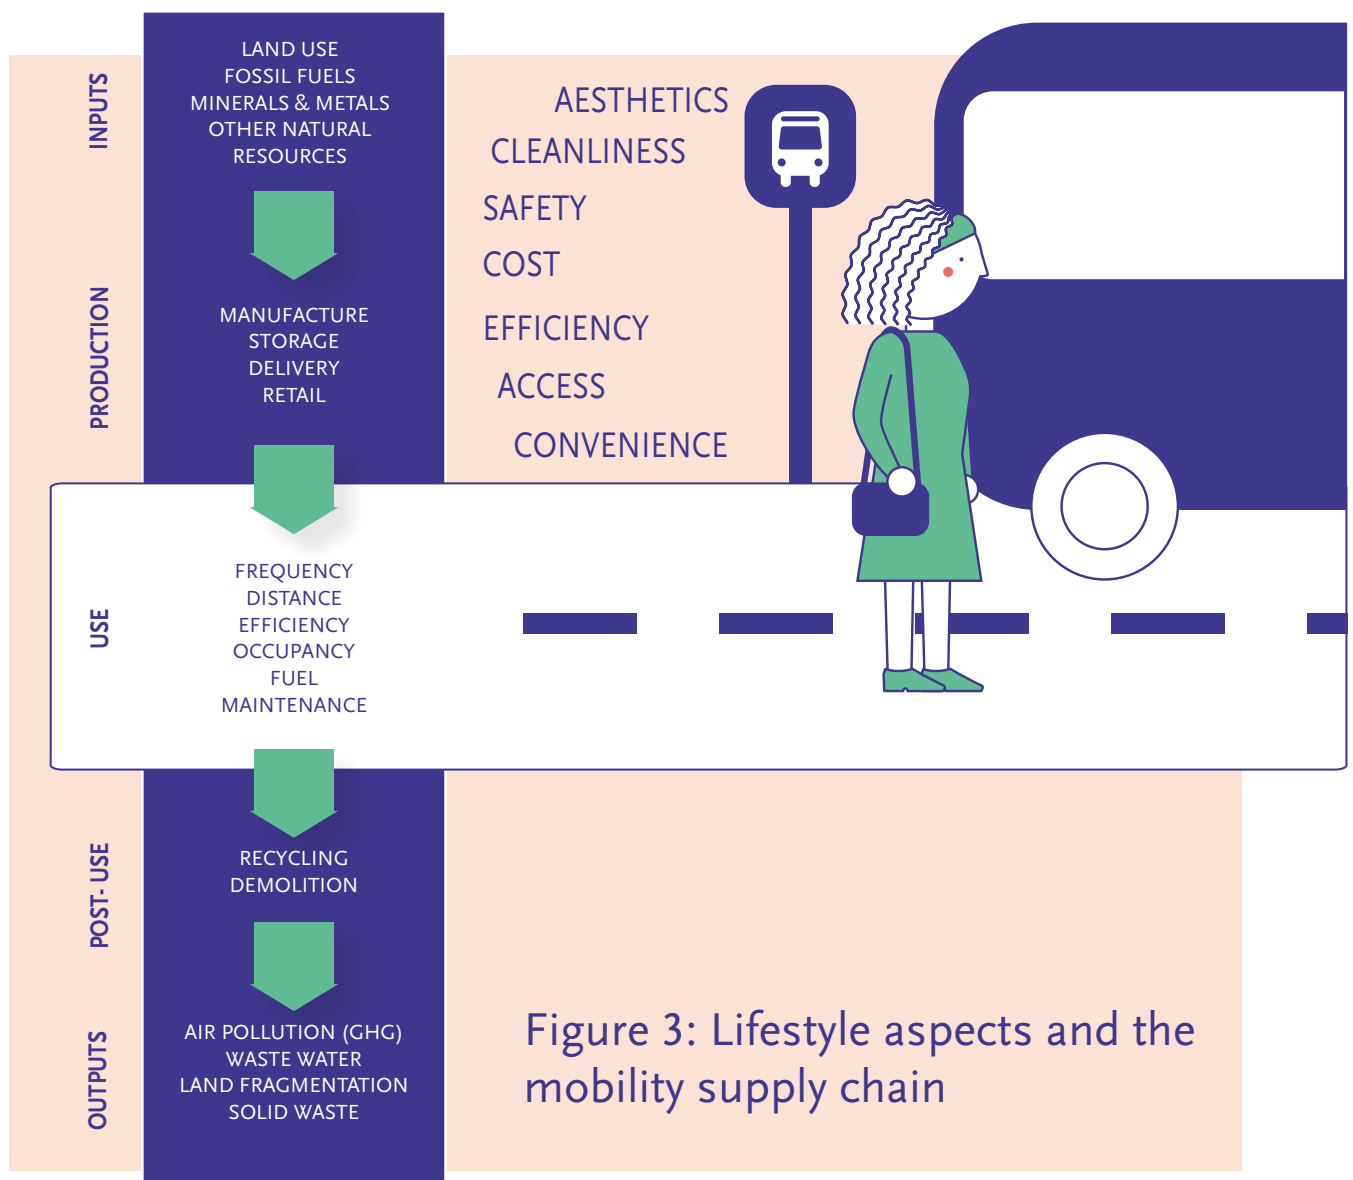 INPUTS
LAND USE
FOSSIL FUELS
MINERALS & METALS
OTHER NATURAL
RESOURCES
PRODUCTION
MANUFACTURE
STORAGE
DELIVERY
RETAIL
USE
FREQUENCY
DISTANCE
EFFICIENCY
OCCUPANCY
FUEL
MAINTENANCE
POST- USE
RECYCLING
DEMOLITION
OUTPUTS
AIR POLLUTION (GHG)
WASTE WATER
LAND FRAGMENTATION
SOLID WASTE
AESTHETICS
CLEANLINESS
SAFETY
COST
EFFICIENCY
ACCESS
CONVENIENCE
Figure 3: Lifestyle aspects and the
mobility supply chain